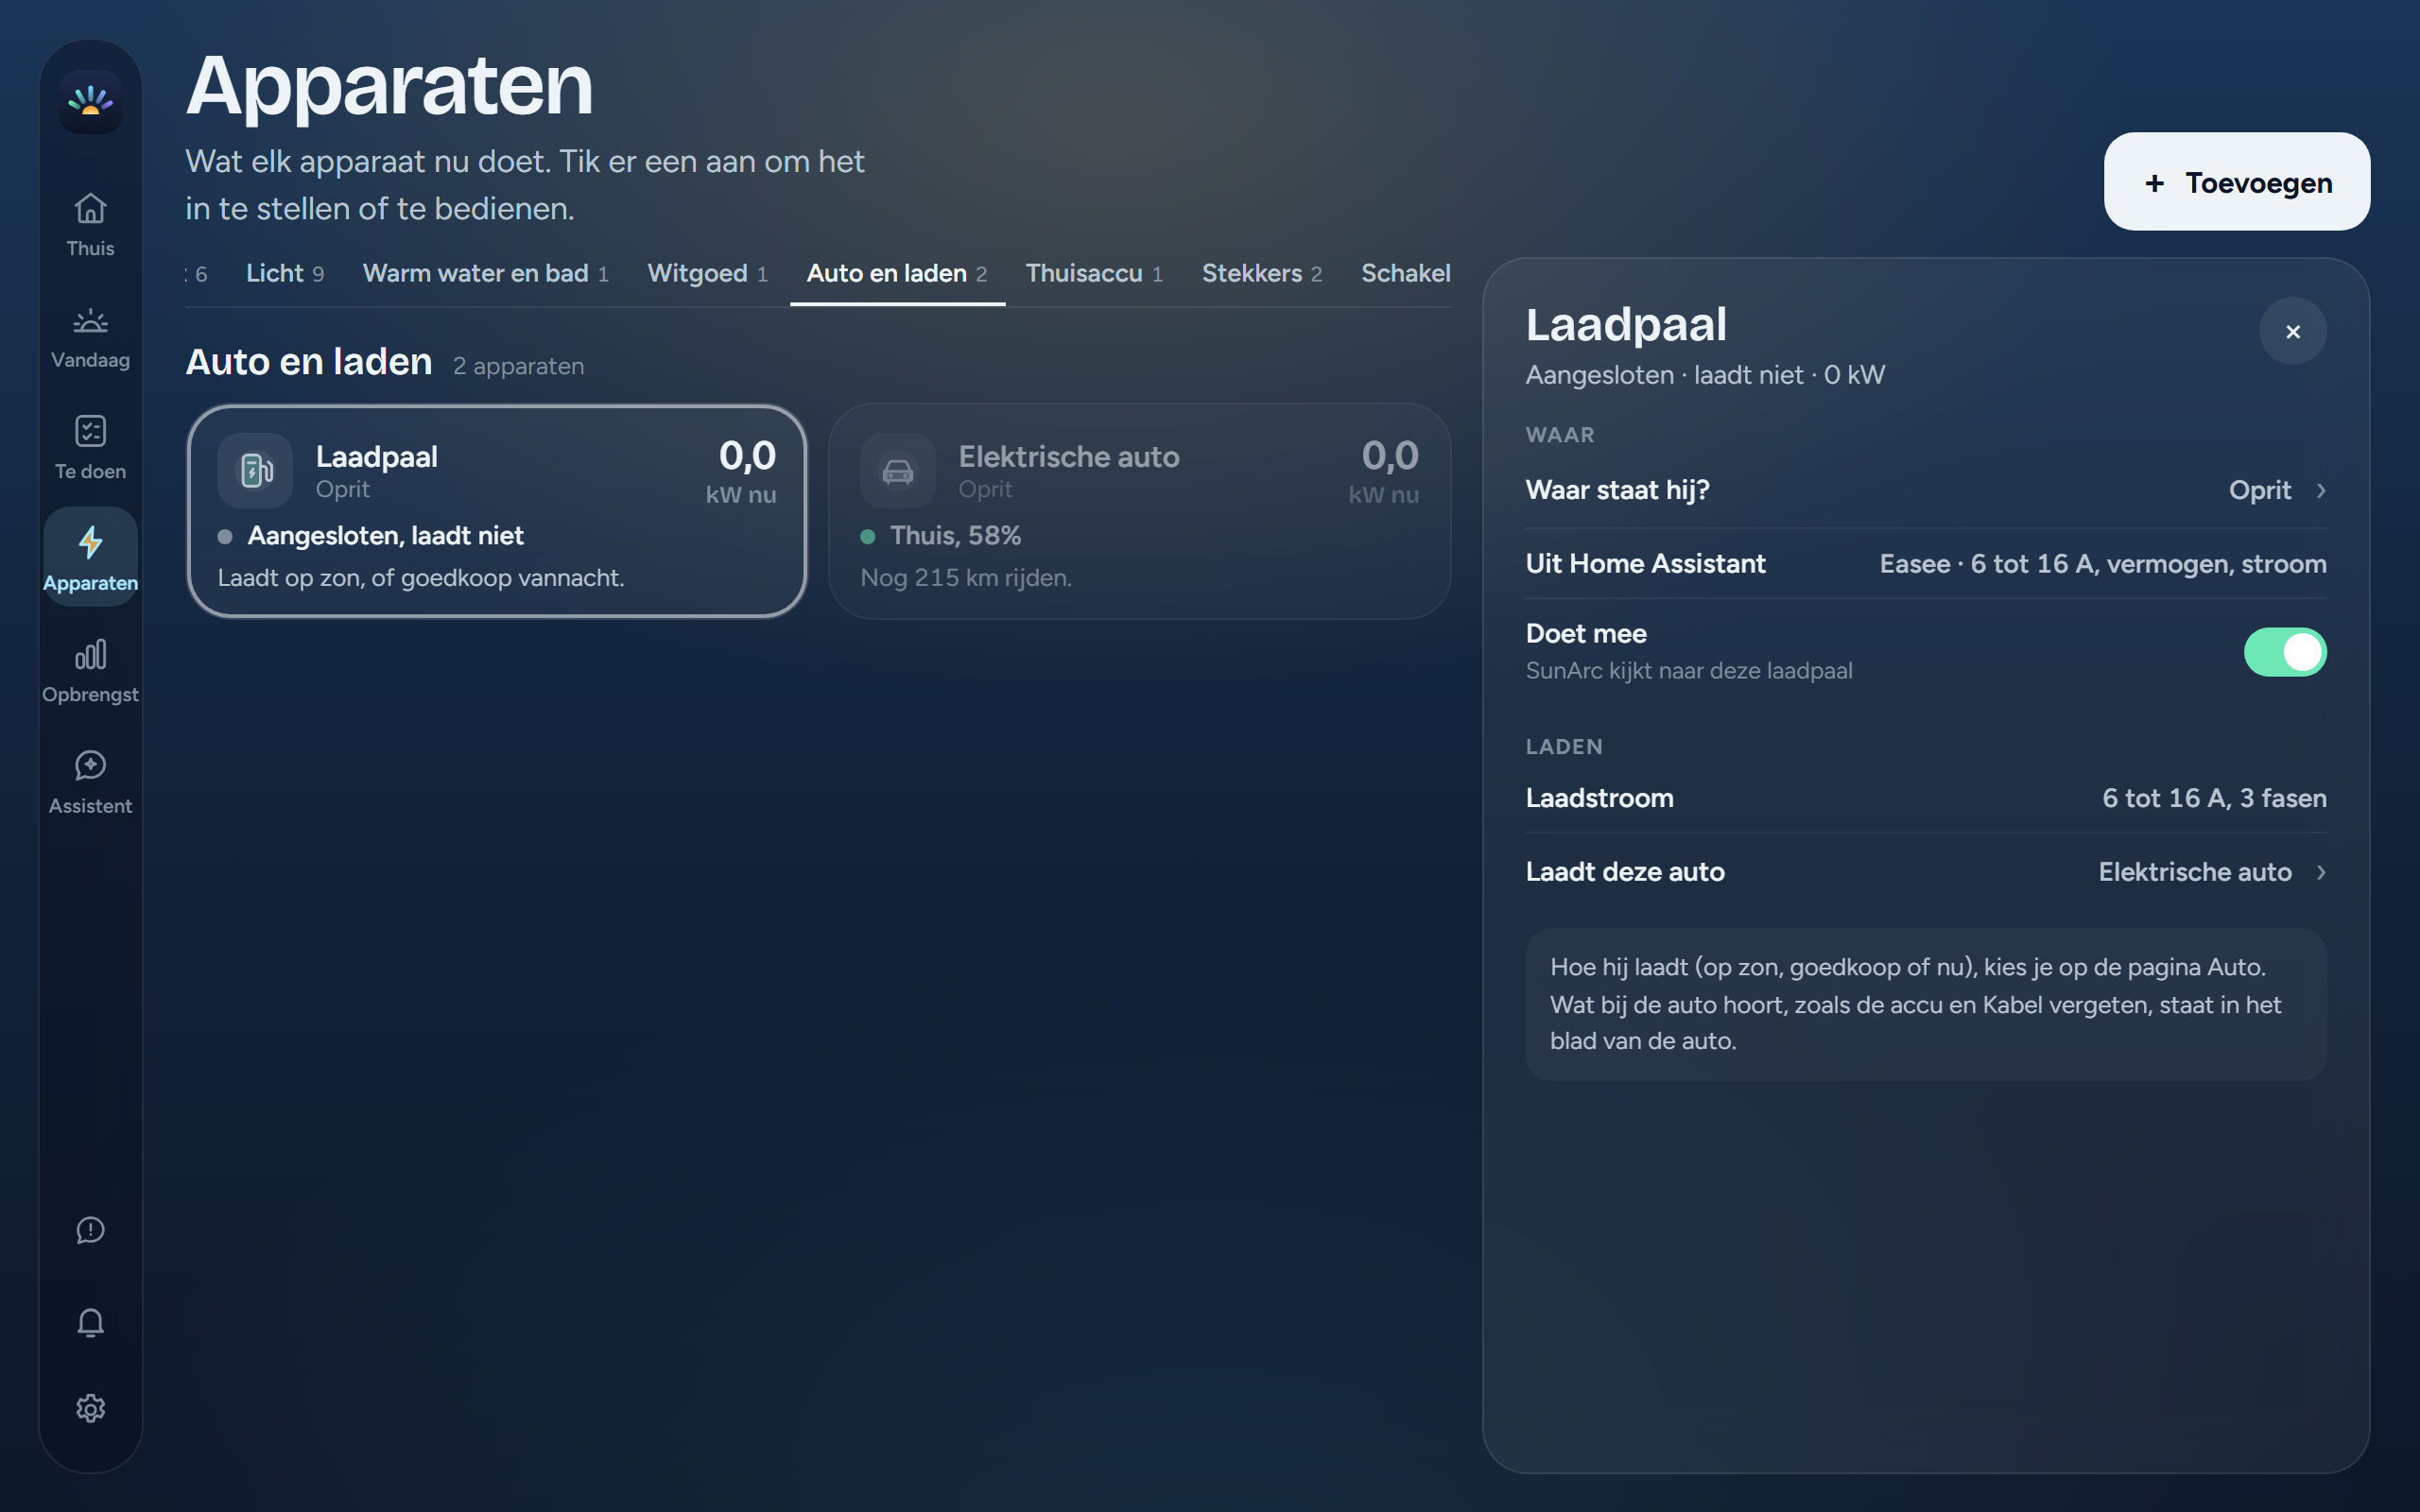 Apparaten
Wat elk apparaat nu doet. Tik er een aan om het
in te stellen of te bedienen.
+ Toevoegen
Thuis
Vandaag
Te doen
Apparaten
Opbrengst
Assistent
: 6 Licht 9 Warm water en bad 1 Witgoed 1 Auto en laden 2 Thuisaccu 1 Stekkers 2 Schakel
Auto en laden 2 apparaten
Laadpaal
Oprit
0,0
kW nu
Aangesloten, laadt niet
Laadt op zon, of goedkoop vannacht.
Elektrische auto
Oprit
0,0
kW nu
Thuis, 58%
Nog 215 km rijden.
Laadpaal
Aangesloten · laadt niet · 0 kW
WAAR
Waar staat hij? Oprit
Uit Home Assistant Easee · 6 tot 16 A, vermogen, stroom
Doet mee
SunArc kijkt naar deze laadpaal
LADEN
Laadstroom 6 tot 16 A, 3 fasen
Laadt deze auto Elektrische auto
Hoe hij laadt (op zon, goedkoop of nu), kies je op de pagina Auto.
Wat bij de auto hoort, zoals de accu en Kabel vergeten, staat in het
blad van de auto.